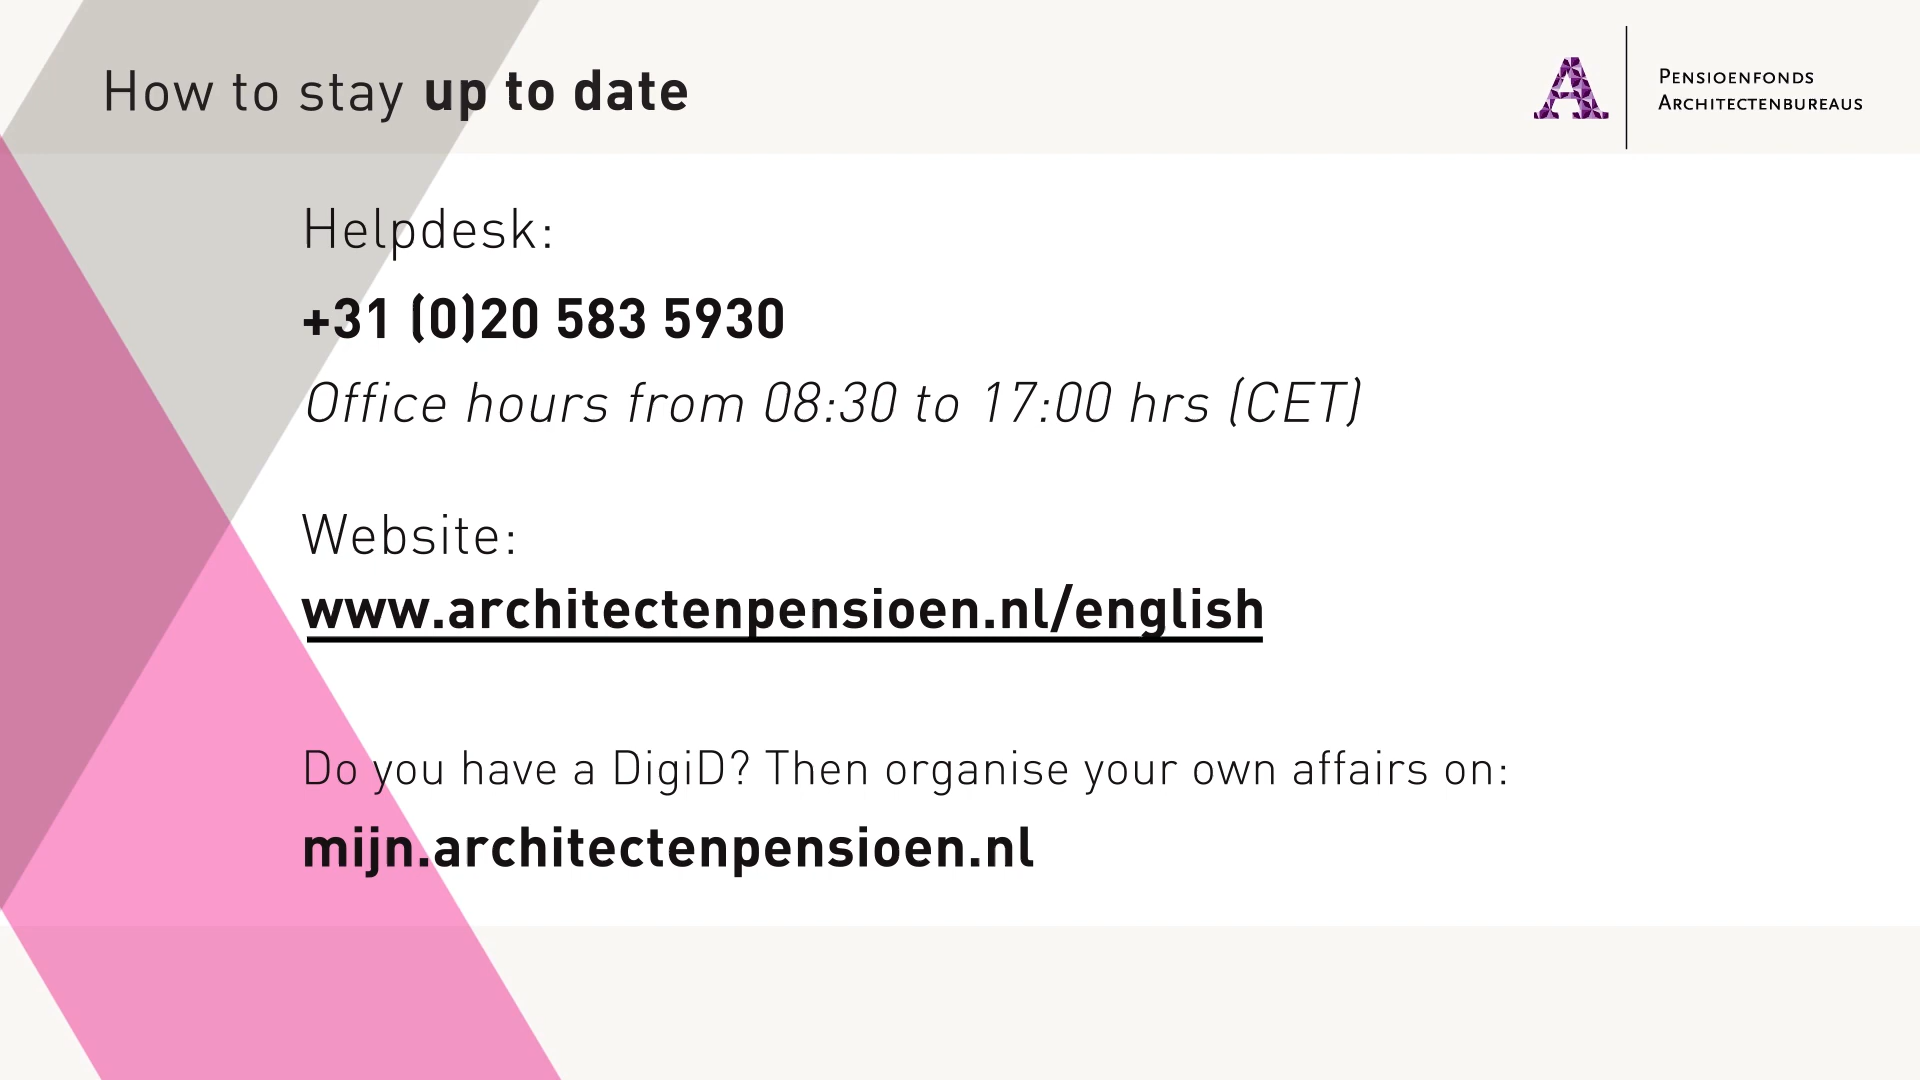 How to stay up to date
PENSIOENFONDS
ARCHITECTENBUREAUS
Helpdesk:
+31 (0)20 583 5930
Office hours from 08:30 to 17:00 hrs (CET)
Website:
www.architectenpensioen.nl/english
Do you have a DigiD? Then organise your own affairs on:
mijn.architectenpensioen.nl